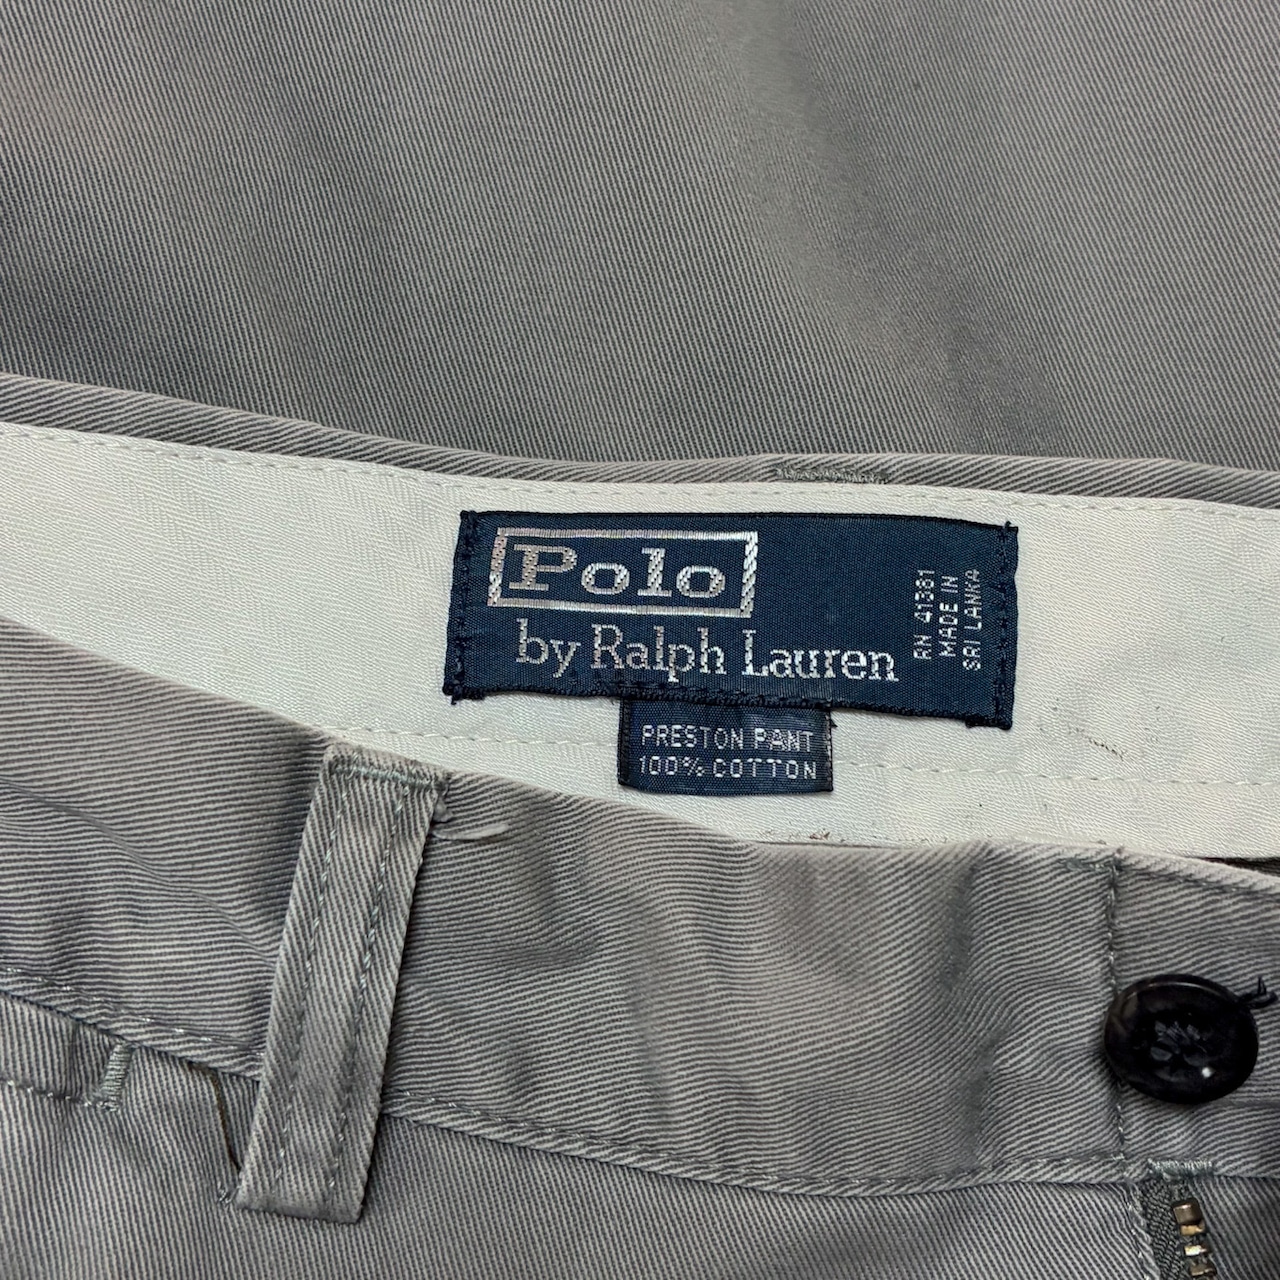 Polo
by Ralph Lauren
RN 41381
MADE IN
SRI LANKA
PRESTON PANT
100% COTTON